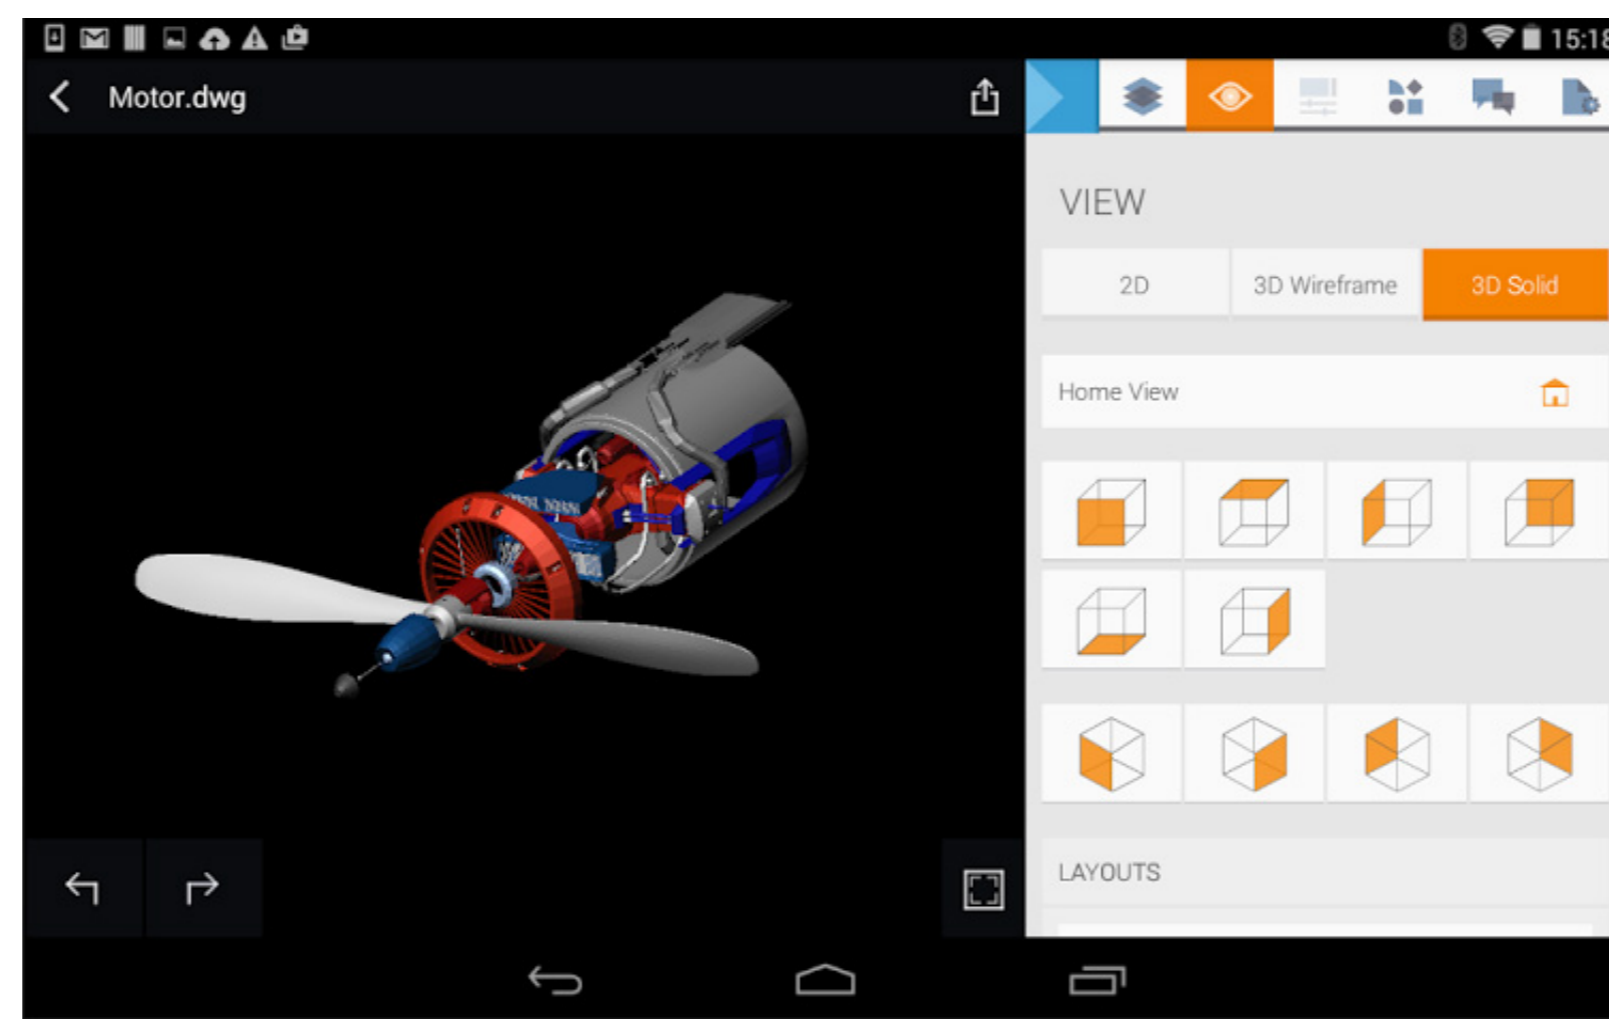 15:18
Motor.dwg
VIEW
2D
3D Wireframe
3D Solid
Home View
LAYOUTS